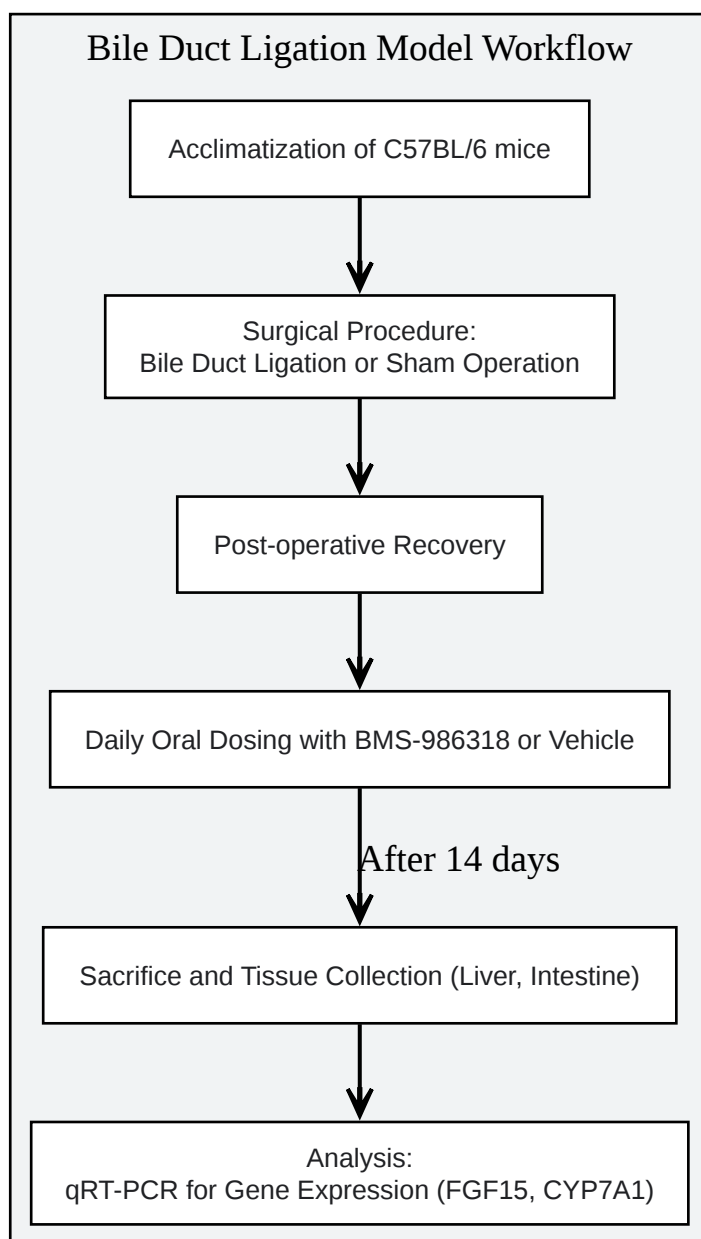 Bile Duct Ligation Model Workflow
Acclimatization of C57BL/6 mice
Surgical Procedure:
Bile Duct Ligation or Sham Operation
Post-operative Recovery
Daily Oral Dosing with BMS-986318 or Vehicle
After 14 days
Sacrifice and Tissue Collection (Liver, Intestine)
Analysis:
qRT-PCR for Gene Expression (FGF15, CYP7A1)